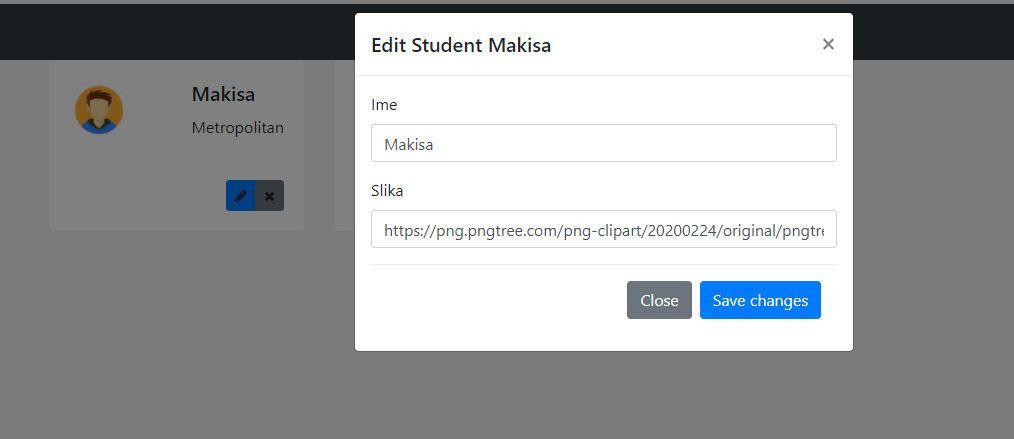 Edit Student Makisa
×
Makisa
Metropolitan
Ime
Makisa
Slika
https://png.pngtree.com/png-clipart/20200224/original/pngtre
Close
Save changes